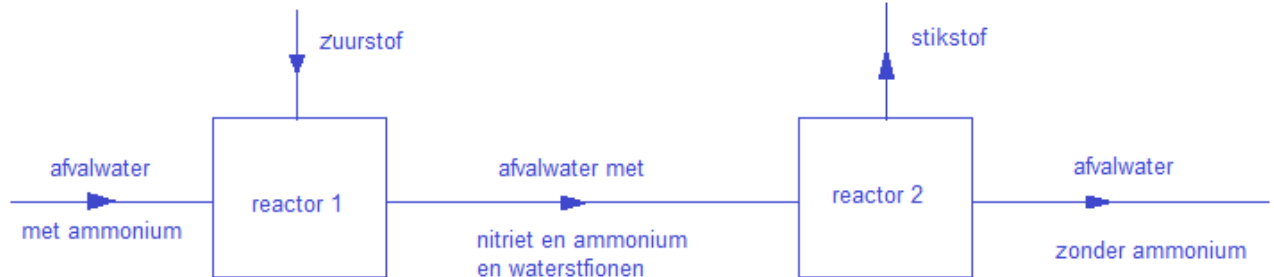 zuurstof
stikstof
afvalwater
met ammonium
reactor 1
afvalwater met
nitriet en ammonium
en waterstfionen
reactor 2
afvalwater
zonder ammonium